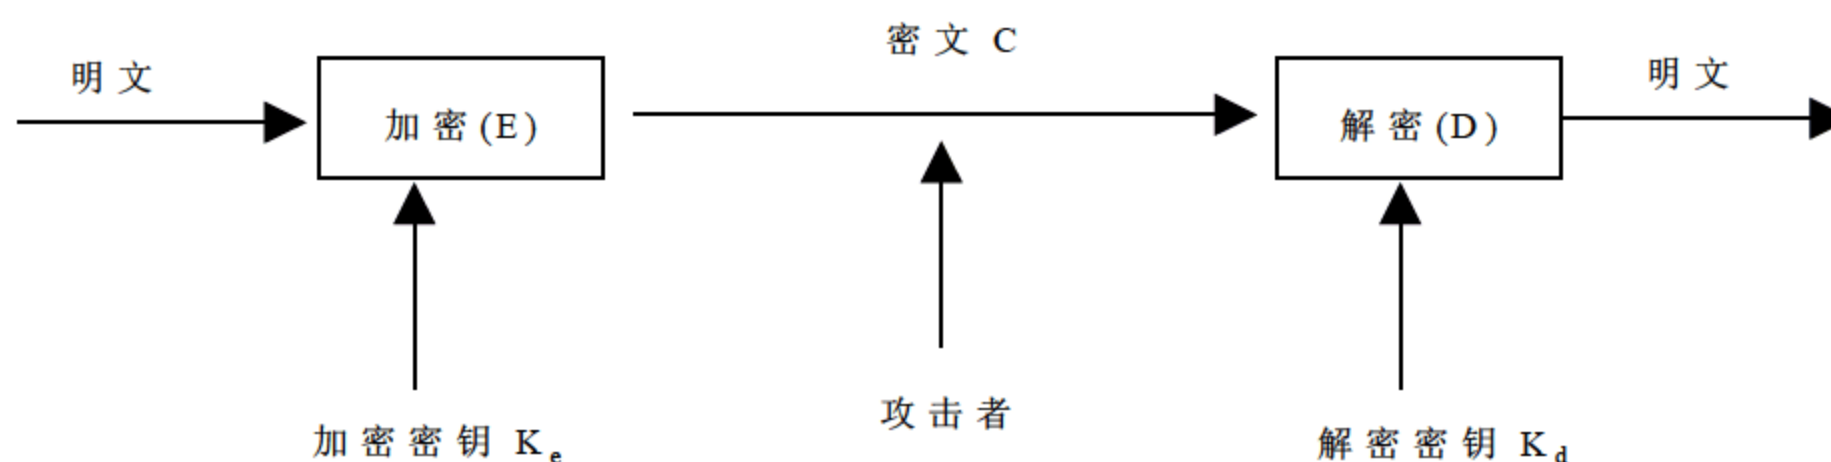 密文 C
明文
明文
加密(E)
解密(D)
攻击者
加密密钥 Ke
解密密钥 Kd